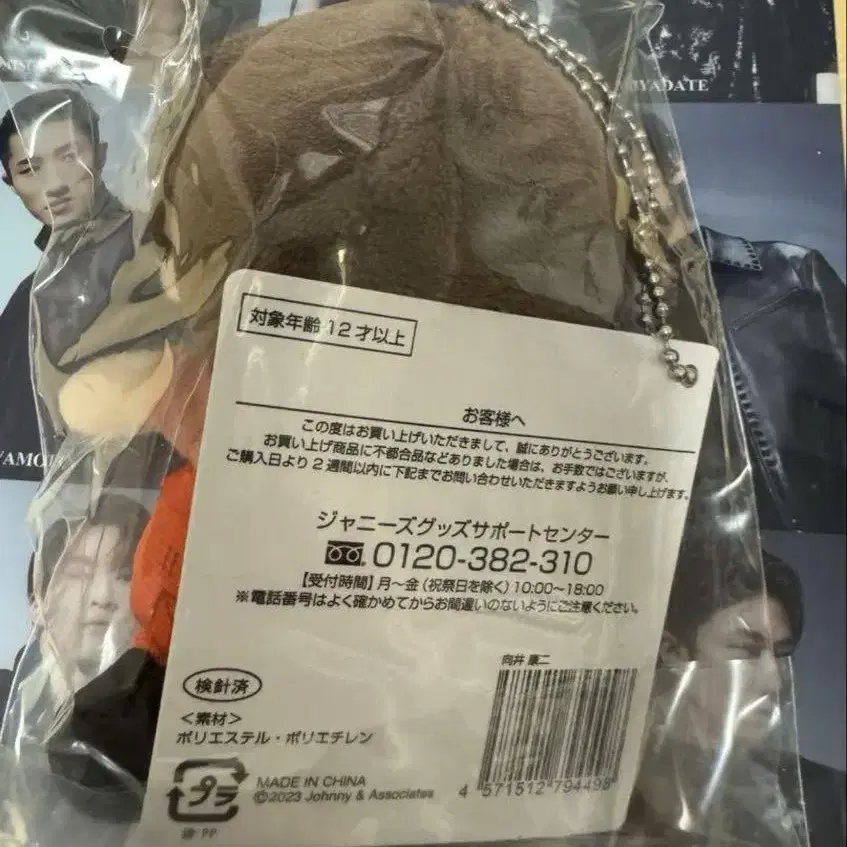 YADATE
対象年齢 12才以上
お客様へ
この度はお買い上げいただきまして、誠にありがとうございます。
お買い上げ商品に不都合品などありました場合は、お手数ではございますが、
ご購入日より2週間以内に下記までお問い合わせいただきますようお願い申し上げます。
ジャニーズグッズサポートセンター
0120-382-310
【受付時間】月〜金（祝祭日を除く）10:00〜18:00
※電話番号はよく確かめてからお間違いのないようにご注意ください。
向井 康二
検針済
＜素材＞
ポリエステル・ポリエチレン
プラ
MADE IN CHINA
©2023 Johnny & Associates
4 571512 794498
PP